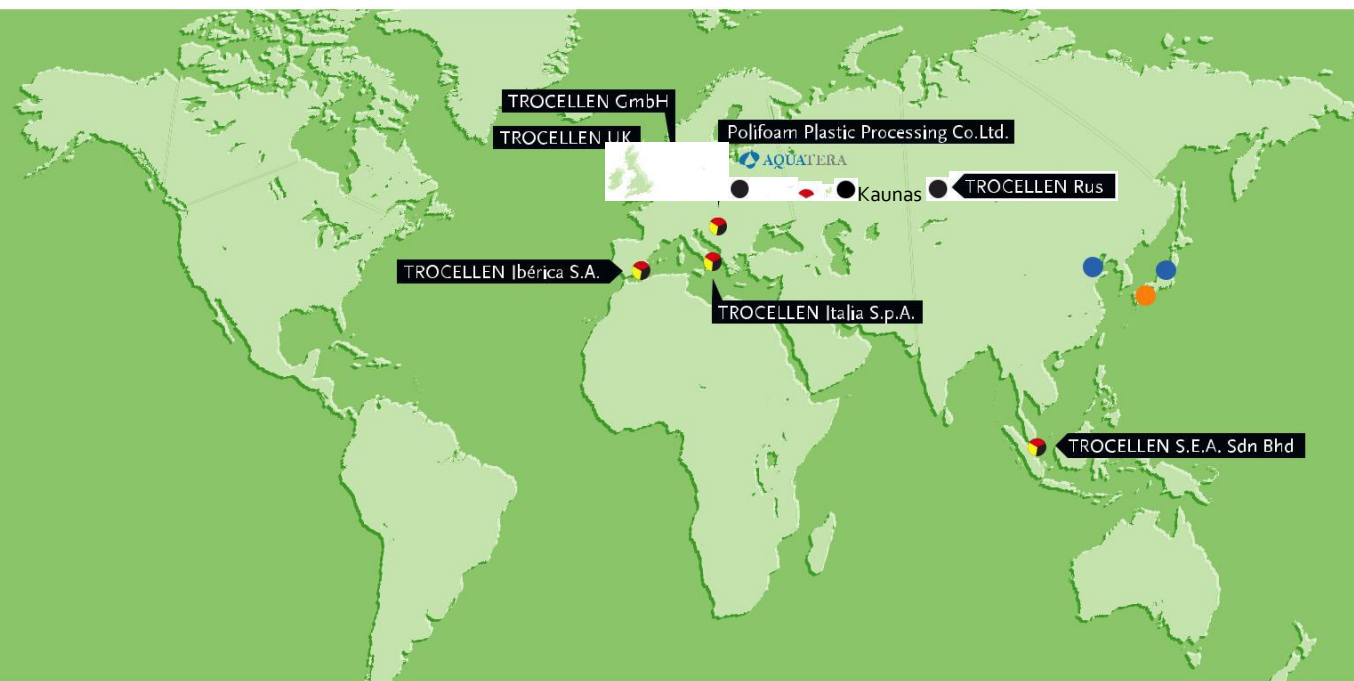 TROCELLEN GmbH
TROCELLEN UK
Polifoam Plastic Processing Co.Ltd.
AQUATERA
Kaunas
TROCELLEN Rus
TROCELLEN Ibérica S.A.
TROCELLEN Italia S.p.A.
TROCELLEN S.E.A. Sdn Bhd